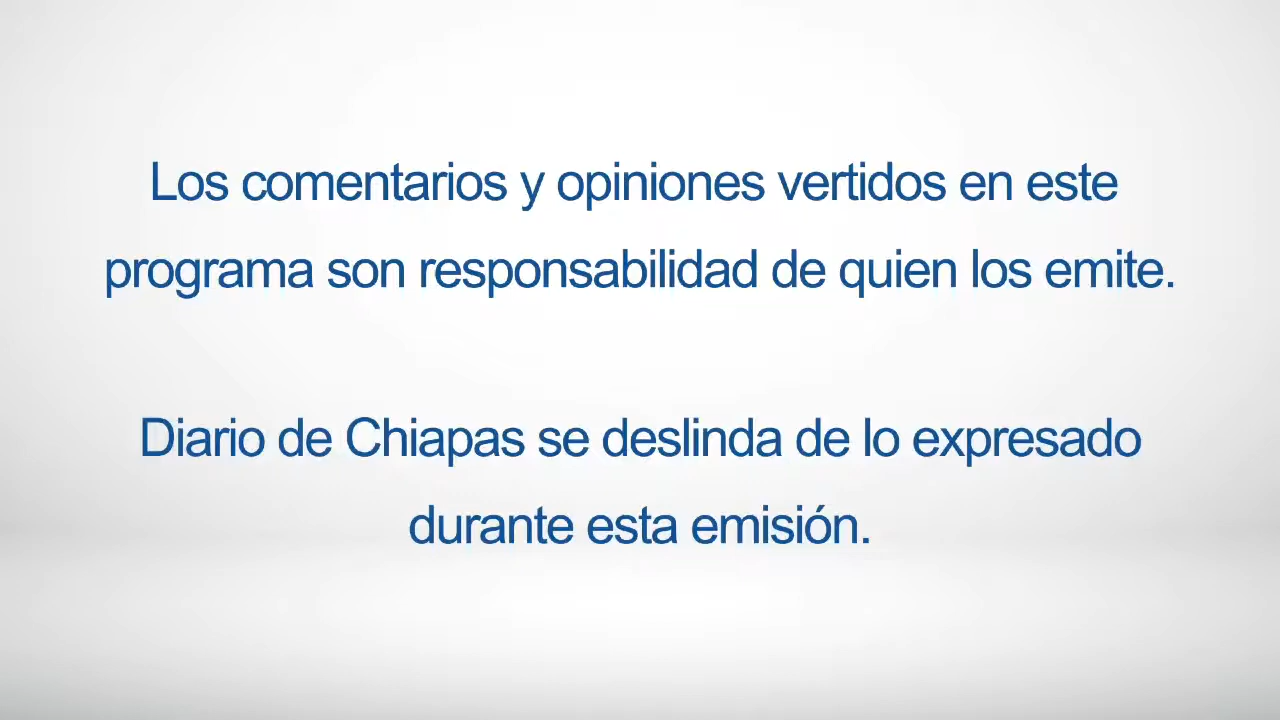 Los comentarios y opiniones vertidos en este
programa son responsabilidad de quien los emite.
Diario de Chiapas se deslinda de lo expresado
durante esta emisión.